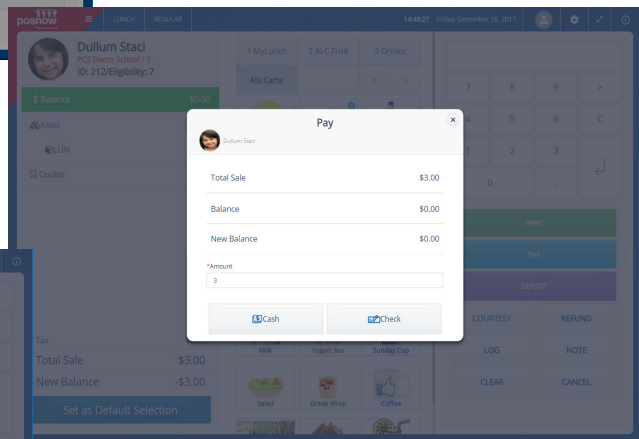 posnow LUNCH REGULAR 14:48:27 Friday, December 15, 2017
Dullum Staci
PCS Demo School / 3
ID: 212/Eligibility: 7
$ Balance $0.00
Meal
LUN
Cookie
Tax
Total Sale $3.00
New Balance -$3.00
Set as Default Selection
1 MyLunch 2 ALC Fruit 3 Drinks
Ala Carte
Pay
Dullum Staci
Total Sale $3.00
Balance $0.00
New Balance $0.00
*Amount
3
Cash Check
Milk Yogurt 8oz Sunday Cup
Salad Greek Wrap Coffee
7 8 9 >
4 5 6 C
1 2 3
0 .
PAY
DEPOSIT
COURTESY REFUND
LOG NOTE
CLEAR CANCEL